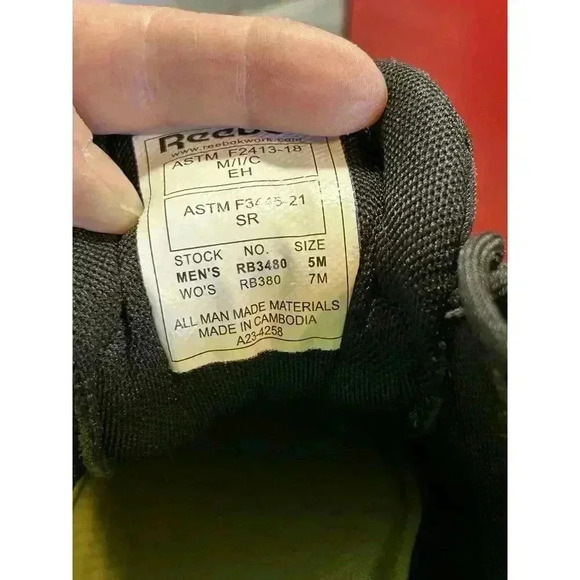 Reebok
www.reebokwork.com
ASTM F2413-18
M/I/C
EH
ASTM F3445-21
SR
STOCK NO. SIZE
MEN'S RB3480 5M
WO'S RB380 7M
ALL MAN MADE MATERIALS
MADE IN CAMBODIA
A23-4258